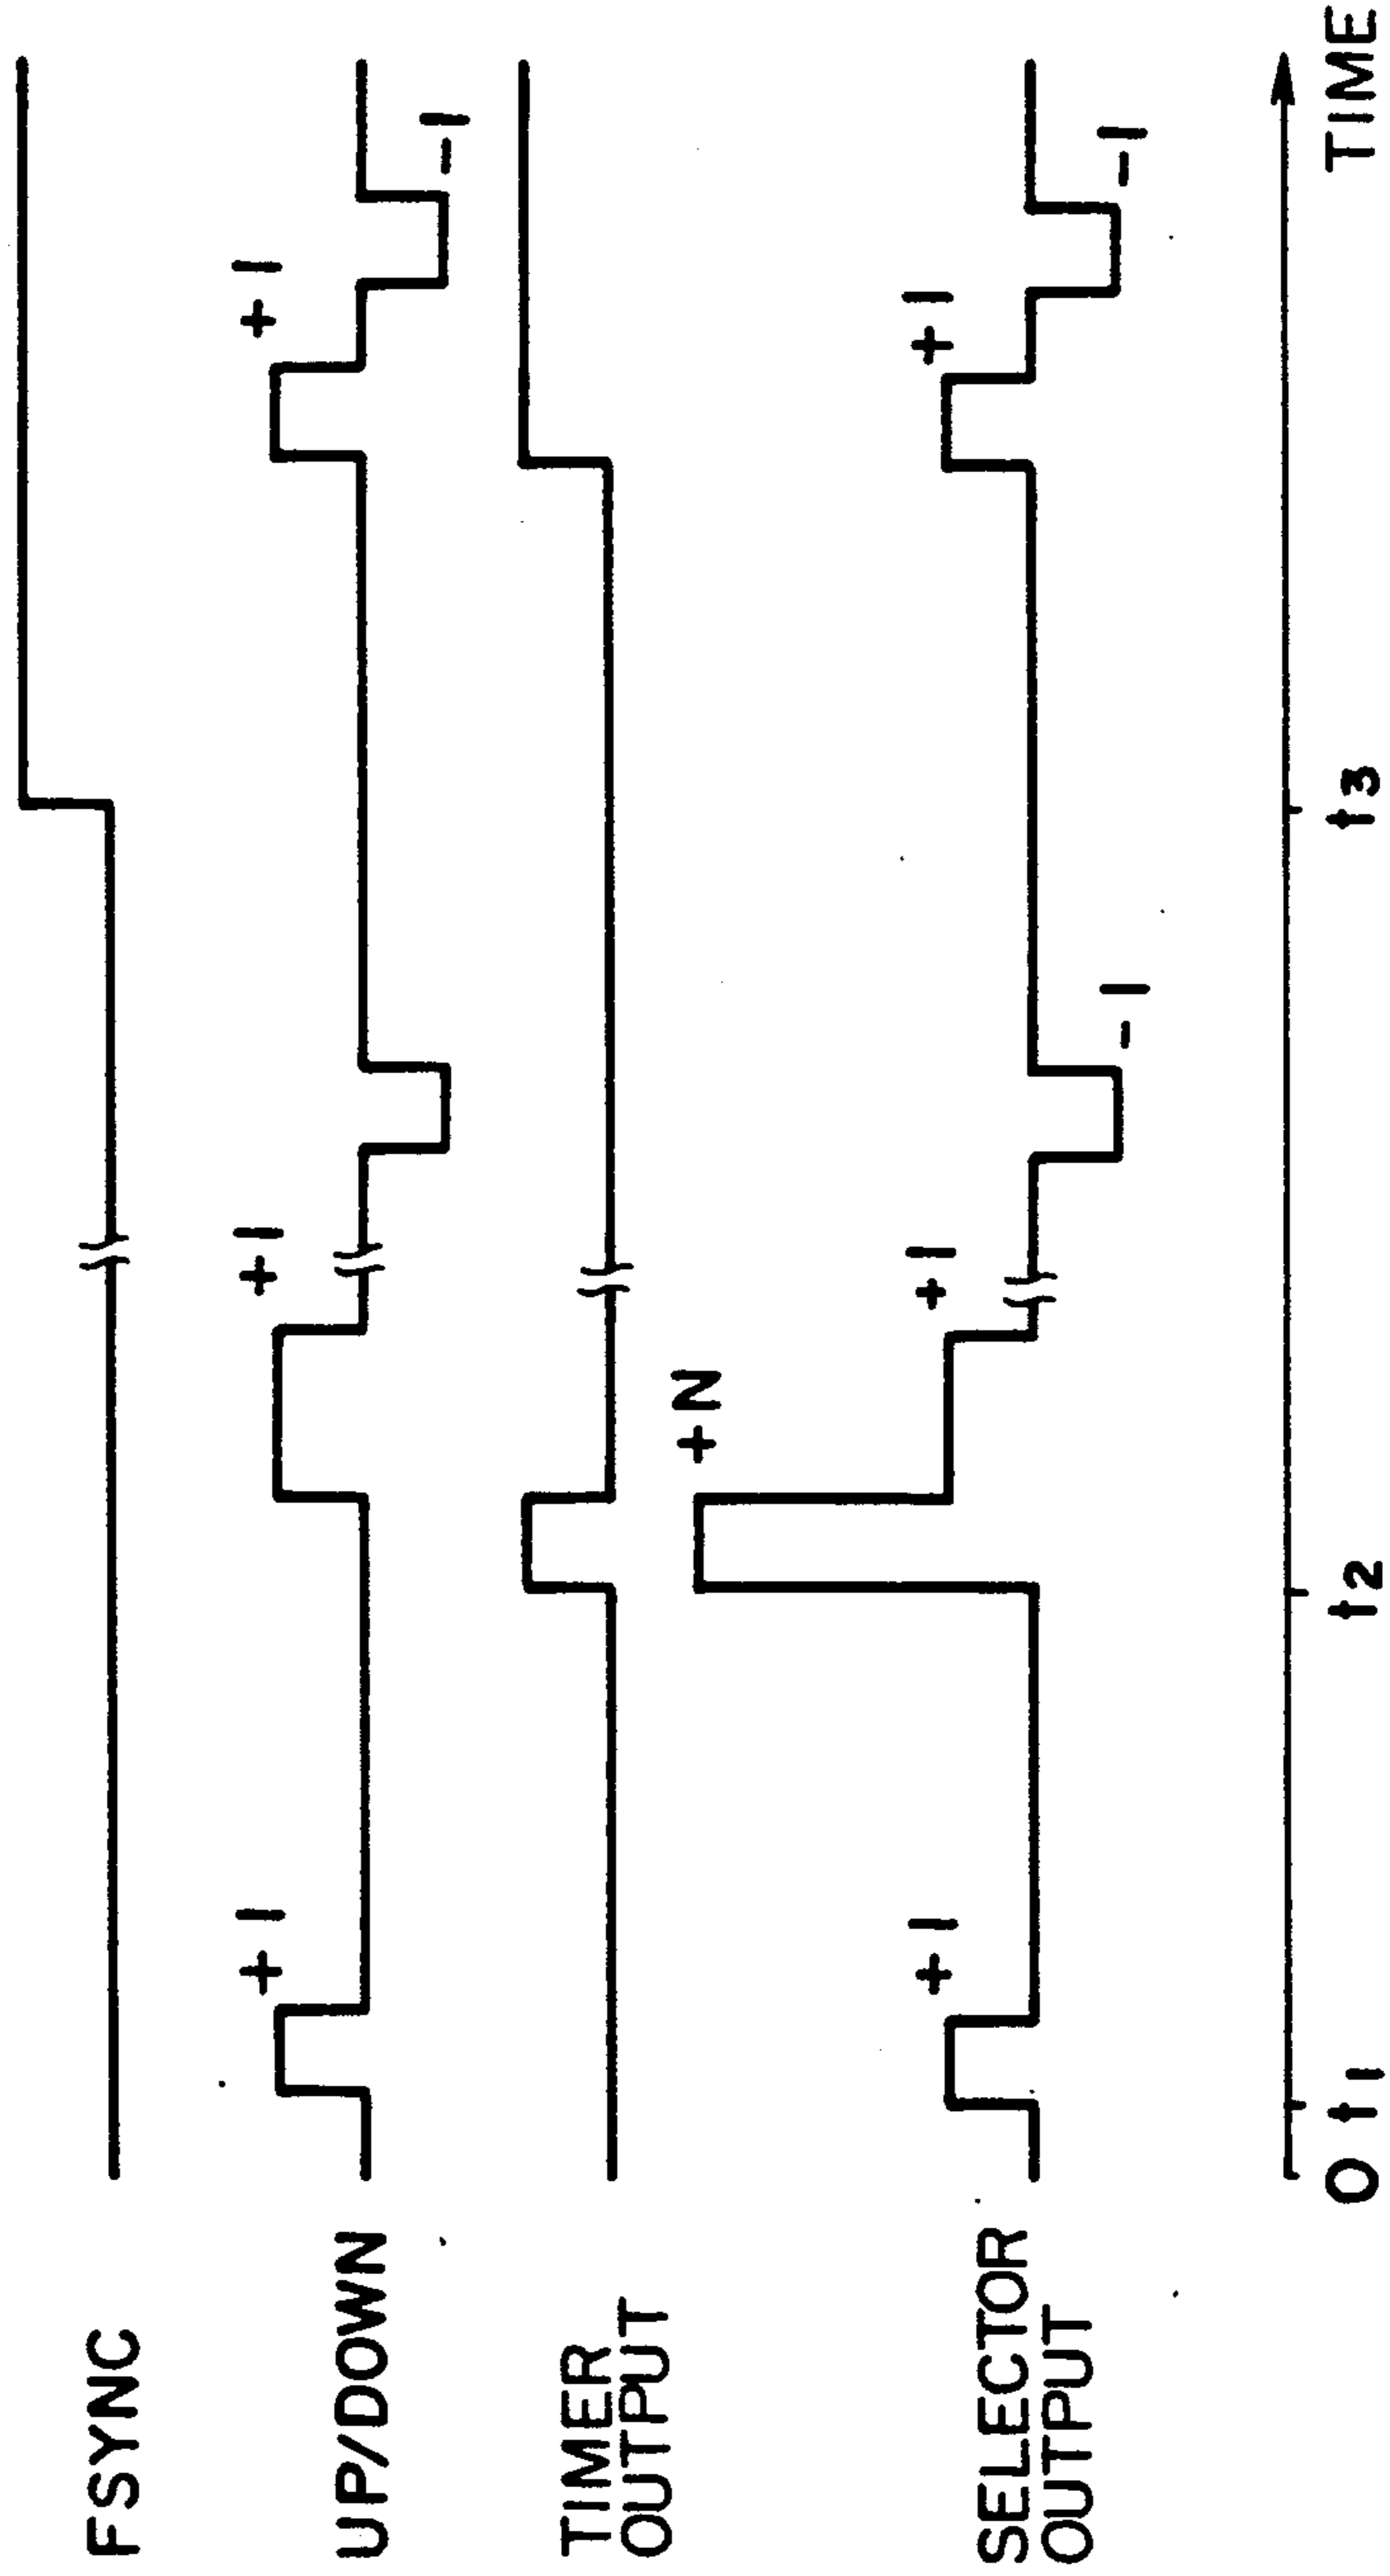 FSYNC
UP/DOWN
+1
+1
+1
-1
TIMER
OUTPUT
+N
SELECTOR
OUTPUT
+1
+1
-1
+1
-1
0 t1 t2 t3 TIME